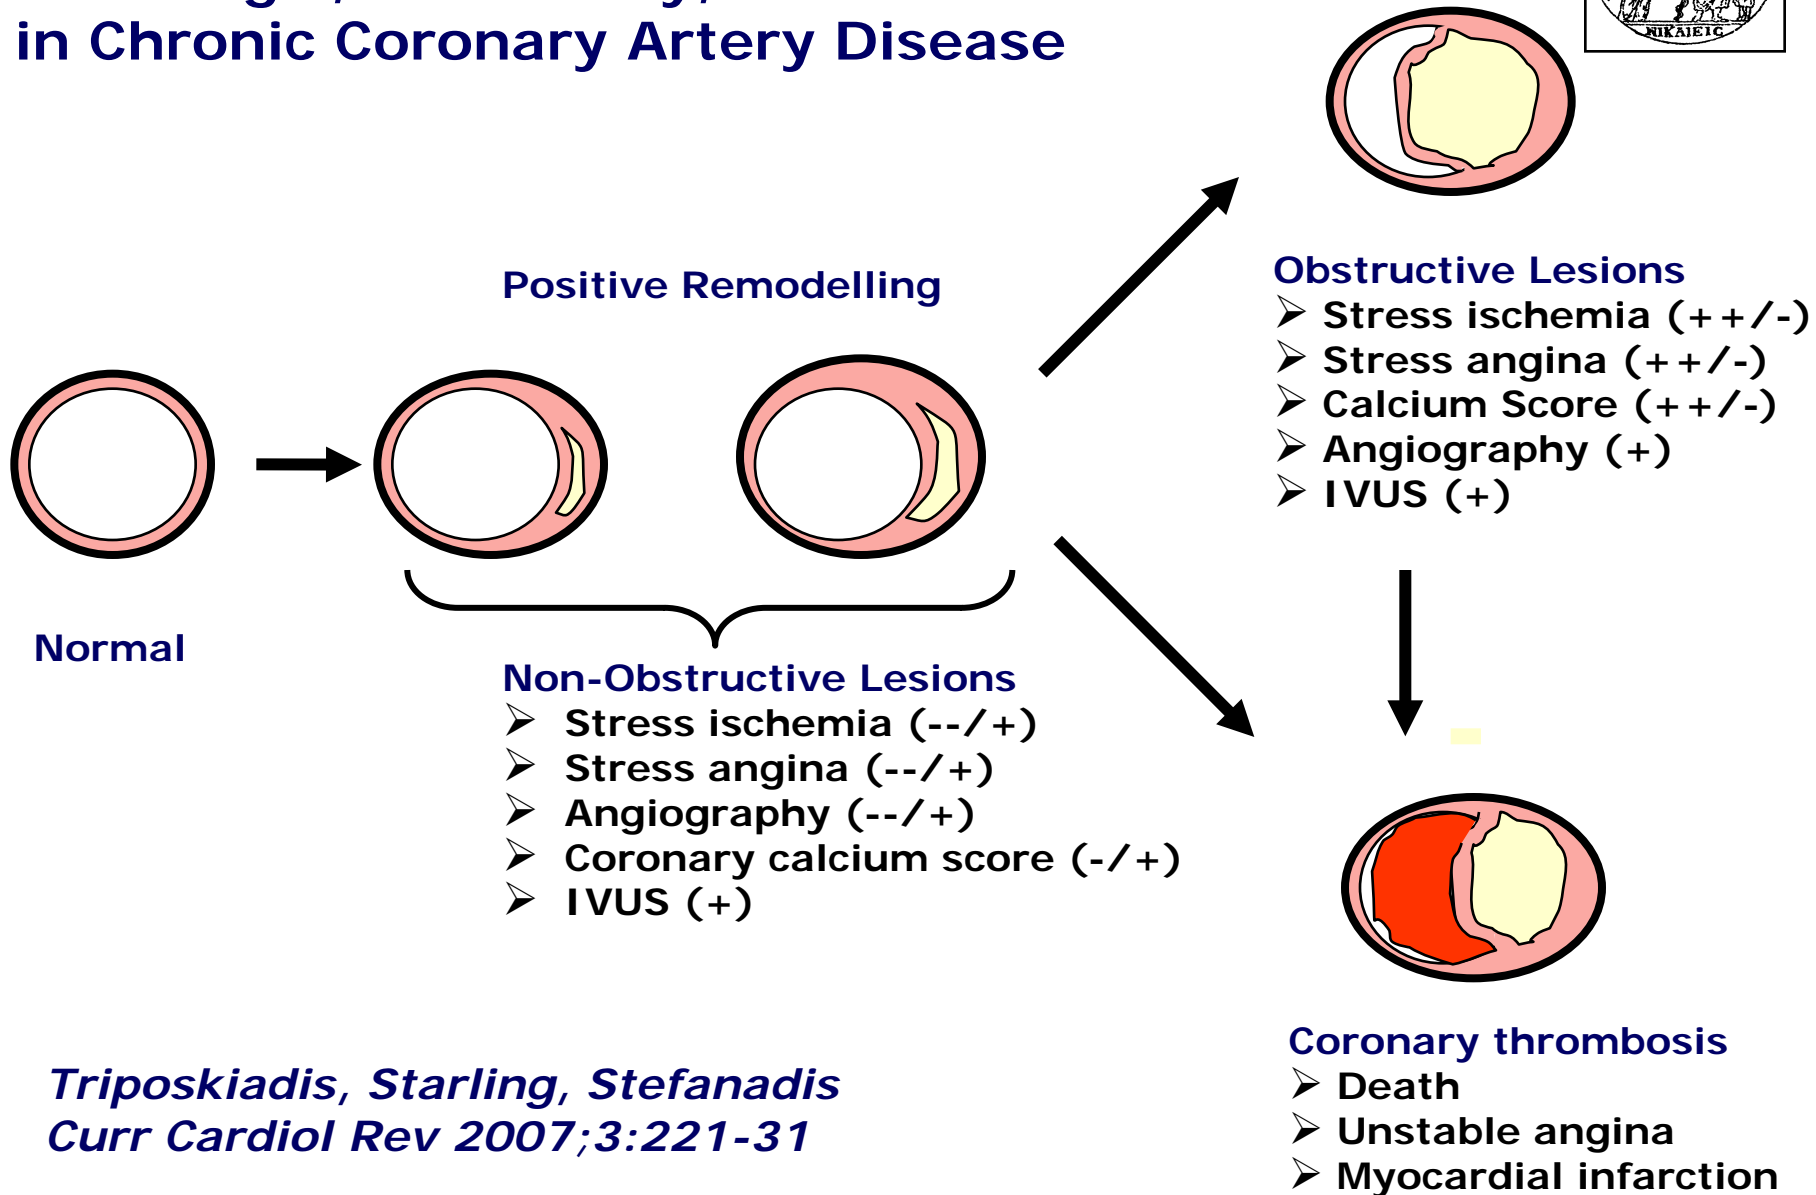 in Chronic Coronary Artery Disease
ΝΙΚΑΙΕΙC
Positive Remodelling
Obstructive Lesions
➢ Stress ischemia (++/-)
➢ Stress angina (++/-)
➢ Calcium Score (++/-)
➢ Angiography (+)
➢ IVUS (+)
Normal
Non-Obstructive Lesions
➢ Stress ischemia (--/+)
➢ Stress angina (--/+)
➢ Angiography (--/+)
➢ Coronary calcium score (-/+)
➢ IVUS (+)
Coronary thrombosis
➢ Death
➢ Unstable angina
➢ Myocardial infarction
Triposkiadis, Starling, Stefanadis
Curr Cardiol Rev 2007;3:221-31